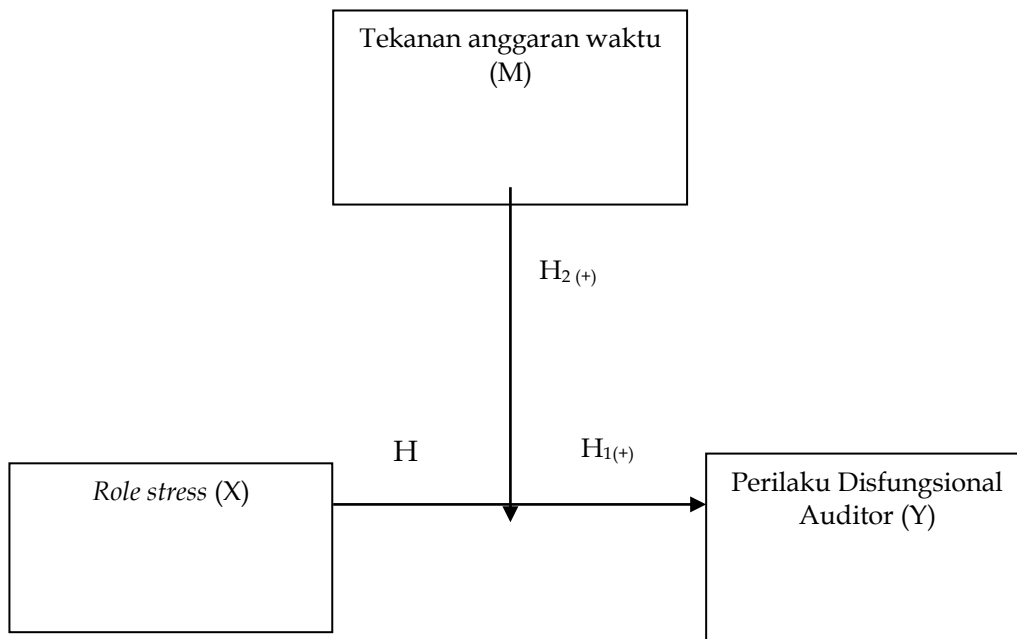 Tekanan anggaran waktu
(M)
H2 (+)
H
H1(+)
Role stress (X)
Perilaku Disfungsional
Auditor (Y)